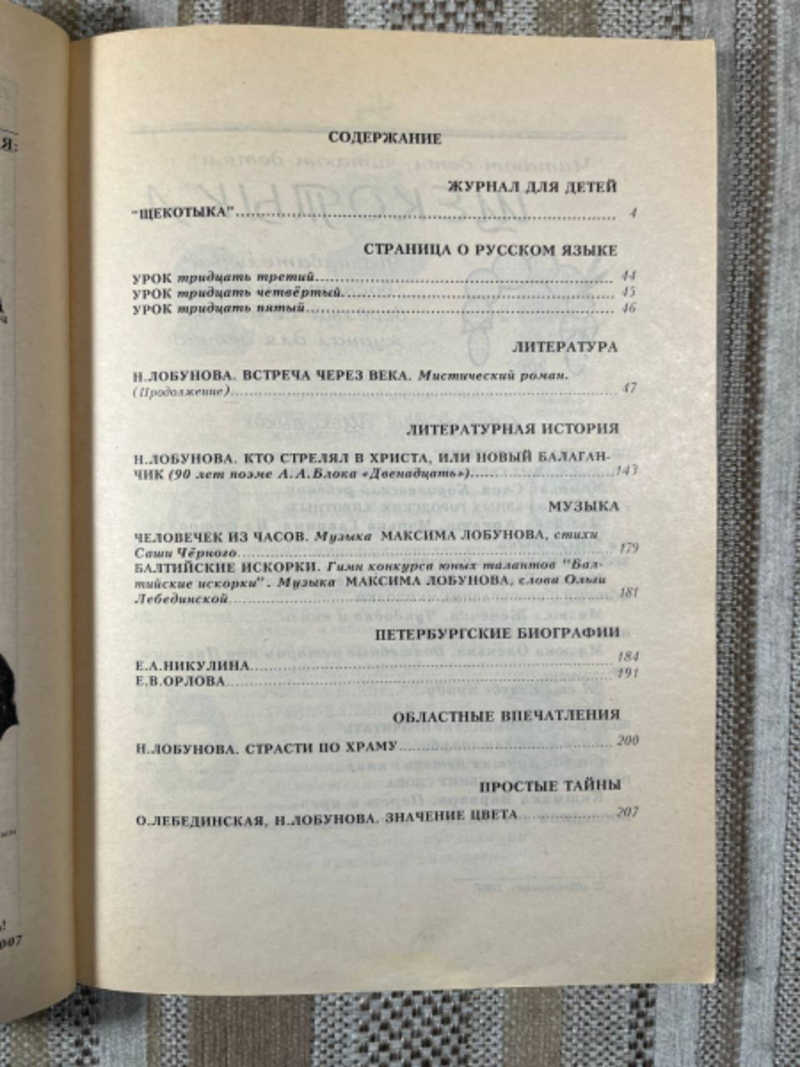 СОДЕРЖАНИЕ
ЖУРНАЛ ДЛЯ ДЕТЕЙ
"ЩЕКОТЫКА" 4
СТРАНИЦА О РУССКОМ ЯЗЫКЕ
УРОК тридцать третий 44
УРОК тридцать четвёртый 45
УРОК тридцать пятый 46
ЛИТЕРАТУРА
Н.ЛОБУНОВА. ВСТРЕЧА ЧЕРЕЗ ВЕКА. Мистический роман.
(Продолжение) 47
ЛИТЕРАТУРНАЯ ИСТОРИЯ
Н.ЛОБУНОВА. КТО СТРЕЛЯЛ В ХРИСТА, ИЛИ НОВЫЙ БАЛАГАН-
ЧИК (90 лет поэме А.А.Блока «Двенадцать») 143
МУЗЫКА
ЧЕЛОВЕЧЕК ИЗ ЧАСОВ. Музыка МАКСИМА ЛОБУНОВА, стихи
Саши Чёрного 179
БАЛТИЙСКИЕ ИСКОРКИ. Гимн конкурса юных талантов "Бал-
тийские искорки". Музыка МАКСИМА ЛОБУНОВА, слова Ольги
Лебединской 181
ПЕТЕРБУРГСКИЕ БИОГРАФИИ
Е.А.НИКУЛИНА 184
Е.В.ОРЛОВА 191
ОБЛАСТНЫЕ ВПЕЧАТЛЕНИЯ
Н.ЛОБУНОВА. СТРАСТИ ПО ХРАМУ 200
ПРОСТЫЕ ТАЙНЫ
О.ЛЕБЕДИНСКАЯ, Н.ЛОБУНОВА. ЗНАЧЕНИЕ ЦВЕТА 207